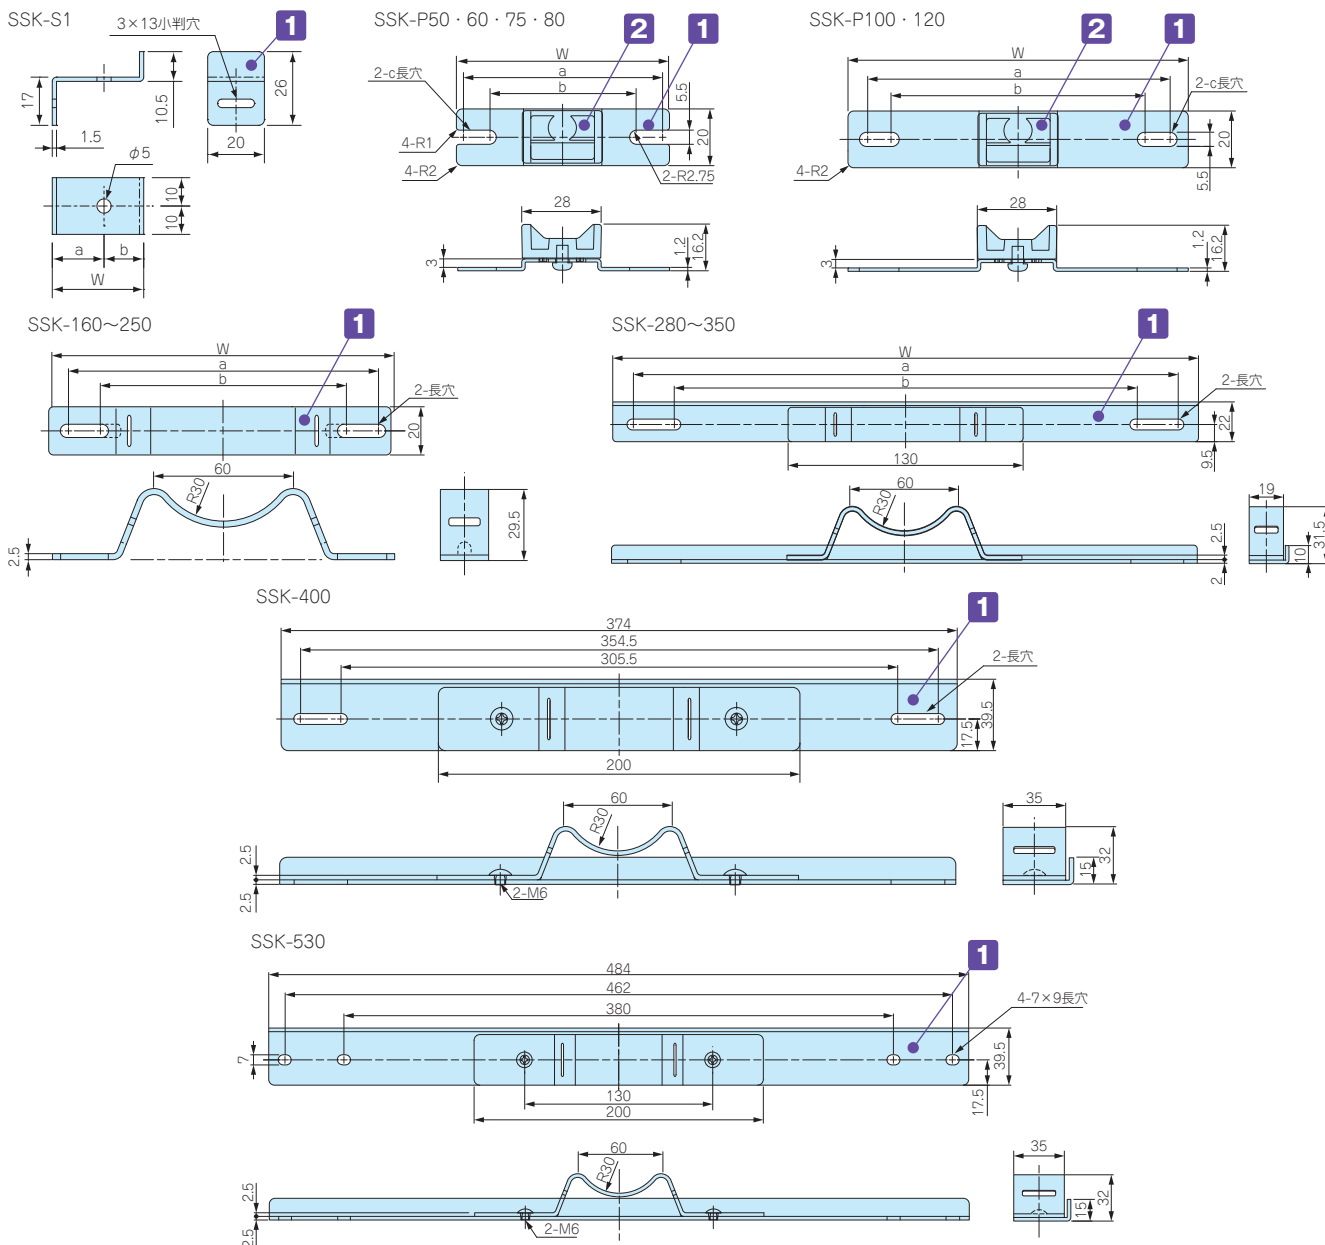 SSK-S1
3×13小判穴
1
17
1.5
10.5
26
20
φ5
10
10
a
b
W
SSK-P50・60・75・80
2
1
W
a
b
2-c長穴
5.5
20
4-R1
4-R2
2-R2.75
28
3
1.2
16.2
SSK-P100・120
2
1
W
a
b
2-c長穴
20
5.5
4-R2
28
3
1.2
16.2
SSK-160～250
1
W
a
b
2-長穴
20
60
R30
2.5
29.5
SSK-280～350
1
W
a
b
2-長穴
22
9.5
130
60
R30
2.5
2
19
10
31.5
SSK-400
1
374
354.5
305.5
2-長穴
39.5
17.5
200
60
R30
2.5
2.5
2-M6
35
15
32
SSK-530
1
484
462
380
4-7×9長穴
7
39.5
17.5
130
200
60
R30
2.5
2.5
2-M6
35
15
32